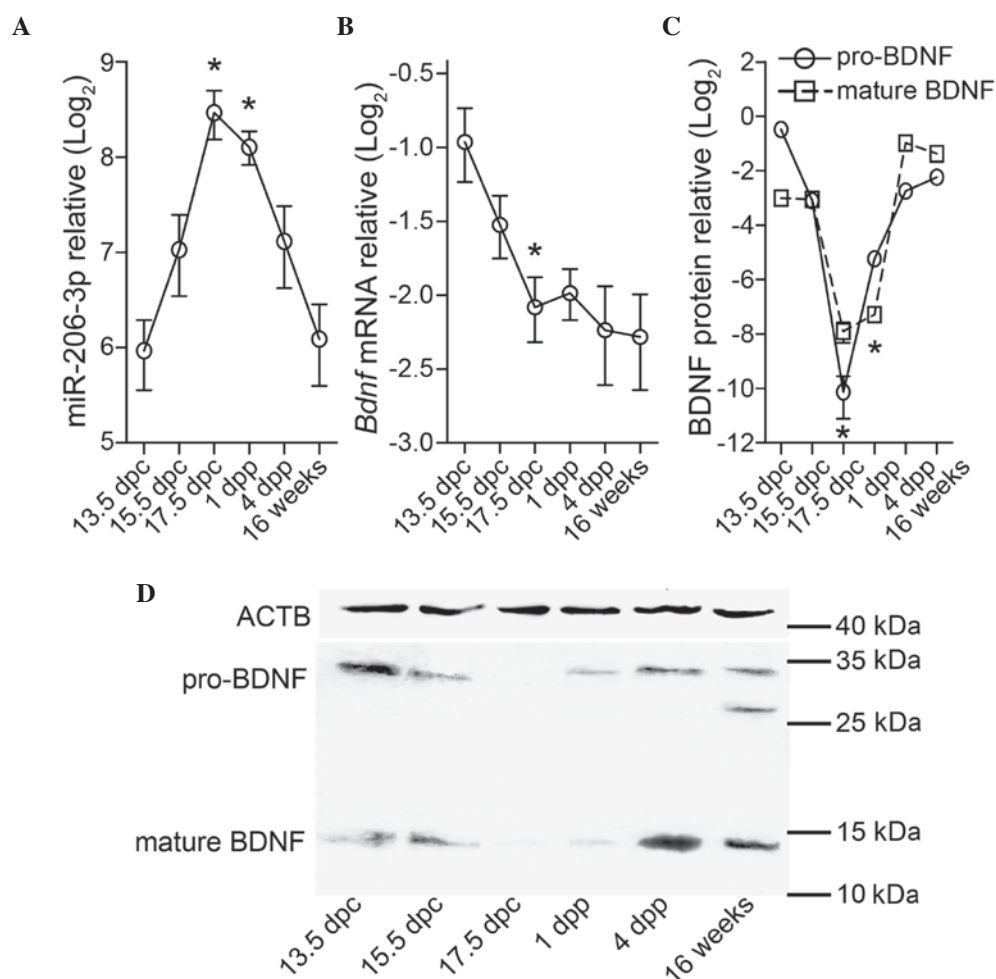 A
miR-206-3p relative (Log2)
9
8
7
6
5
*
*
13.5 dpc
15.5 dpc
17.5 dpc
1 dpp
4 dpp
16 weeks
B
Bdnf mRNA relative (Log2)
-0.5
-1.0
-1.5
-2.0
-2.5
-3.0
*
13.5 dpc
15.5 dpc
17.5 dpc
1 dpp
4 dpp
16 weeks
C
BDNF protein relative (Log2)
2
0
-2
-4
-6
-8
-10
-12
pro-BDNF
mature BDNF
*
*
13.5 dpc
15.5 dpc
17.5 dpc
1 dpp
4 dpp
16 weeks
D
ACTB
40 kDa
pro-BDNF
35 kDa
25 kDa
mature BDNF
15 kDa
10 kDa
13.5 dpc
15.5 dpc
17.5 dpc
1 dpp
4 dpp
16 weeks